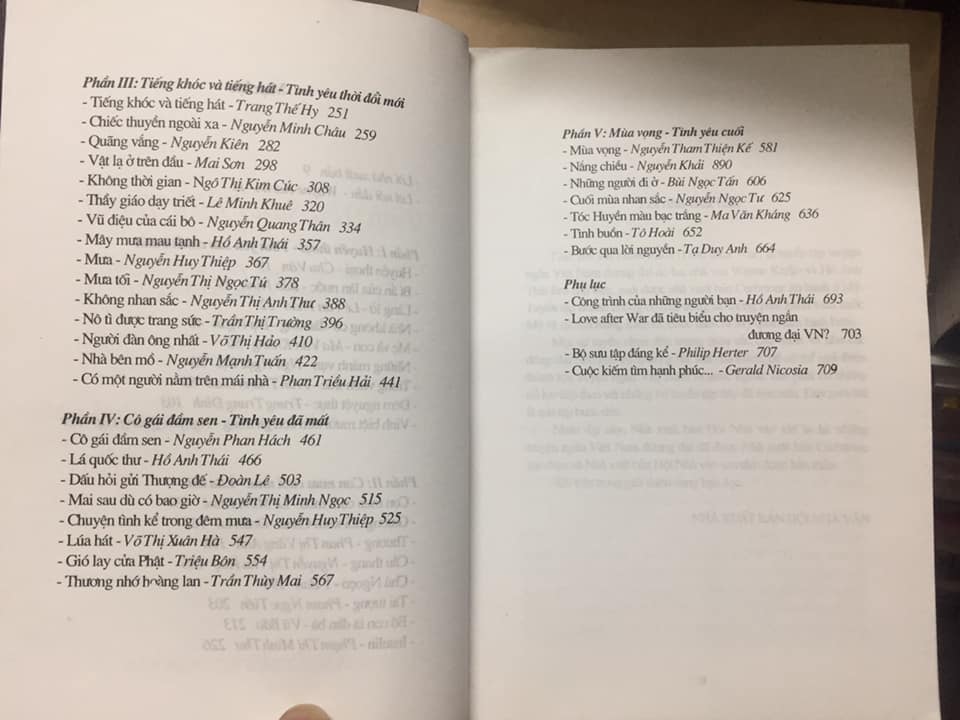 Phần III: Tiếng khóc và tiếng hát - Tình yêu thời đổi mới
- Tiếng khóc và tiếng hát - Trang Thế Hy 251
- Chiếc thuyền ngoài xa - Nguyễn Minh Châu 259
- Quãng vắng - Nguyễn Kiên 282
- Vật lạ ở trên đầu - Mai Sơn 298
- Không thời gian - Ngô Thị Kim Cúc 308
- Thầy giáo dạy triết - Lê Minh Khuê 320
- Vũ điệu của cái bô - Nguyễn Quang Thân 334
- Mây mưa mau tạnh - Hồ Anh Thái 357
- Mưa - Nguyễn Huy Thiệp 367
- Mưa tối - Nguyễn Thị Ngọc Tú 378
- Không nhan sắc - Nguyễn Thị Anh Thư 388
- Nô tì được trang sức - Trần Thị Trường 396
- Người đàn ông nhất - Võ Thị Hảo 410
- Nhà bên mồ - Nguyễn Mạnh Tuấn 422
- Có một người nằm trên mái nhà - Phan Triều Hải 441
Phần IV: Cô gái đầm sen - Tình yêu đã mất
- Cô gái đầm sen - Nguyễn Phan Hách 461
- Lá quốc thư - Hồ Anh Thái 466
- Dấu hỏi gửi Thượng đế - Đoàn Lê 503
- Mai sau dù có bao giờ - Nguyễn Thị Minh Ngọc 515
- Chuyện tình kể trong đêm mưa - Nguyễn Huy Thiệp 525
- Lúa hát - Võ Thị Xuân Hà 547
- Gió lay cửa Phật - Triệu Bôn 554
- Thương nhớ hoàng lan - Trần Thùy Mai 567
Phần V: Mùa vọng - Tình yêu cuối
- Mùa vọng - Nguyễn Tham Thiện Kế 581
- Nắng chiều - Nguyễn Khải 890
- Những người đi ở - Bùi Ngọc Tấn 606
- Cuối mùa nhan sắc - Nguyễn Ngọc Tư 625
- Tóc Huyền màu bạc trắng - Ma Văn Kháng 636
- Tình buồn - Tô Hoài 652
- Bước qua lời nguyền - Tạ Duy Anh 664
Phụ lục
- Công trình của những người bạn - Hồ Anh Thái 693
- Love after War đã tiêu biểu cho truyện ngắn
đương đại VN? 703
- Bộ sưu tập đáng kể - Philip Herter 707
- Cuộc kiếm tìm hạnh phúc... - Gerald Nicosia 709